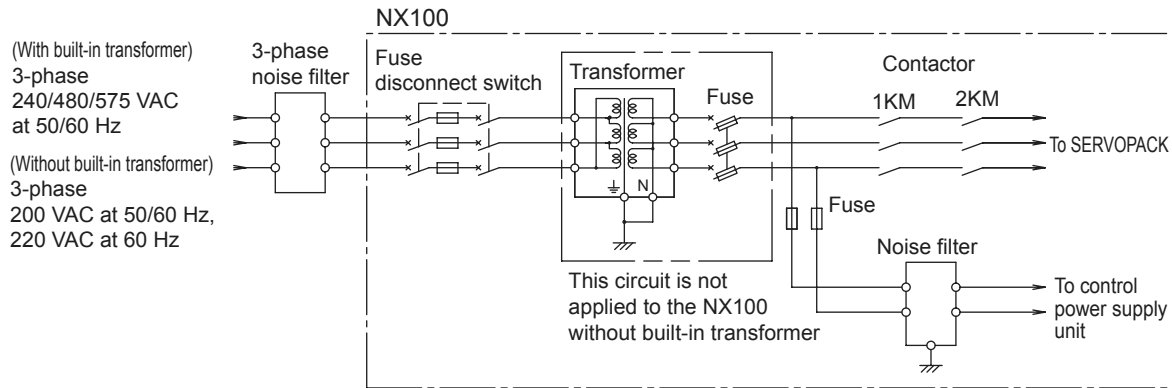 NX100
(With built-in transformer)
3-phase
240/480/575 VAC
at 50/60 Hz
(Without built-in transformer)
3-phase
200 VAC at 50/60 Hz,
220 VAC at 60 Hz
3-phase
noise filter
Fuse
disconnect switch
Transformer
N
Fuse
This circuit is not
applied to the NX100
without built-in transformer
Contactor
1KM
2KM
To SERVOPACK
Fuse
Noise filter
To control
power supply
unit